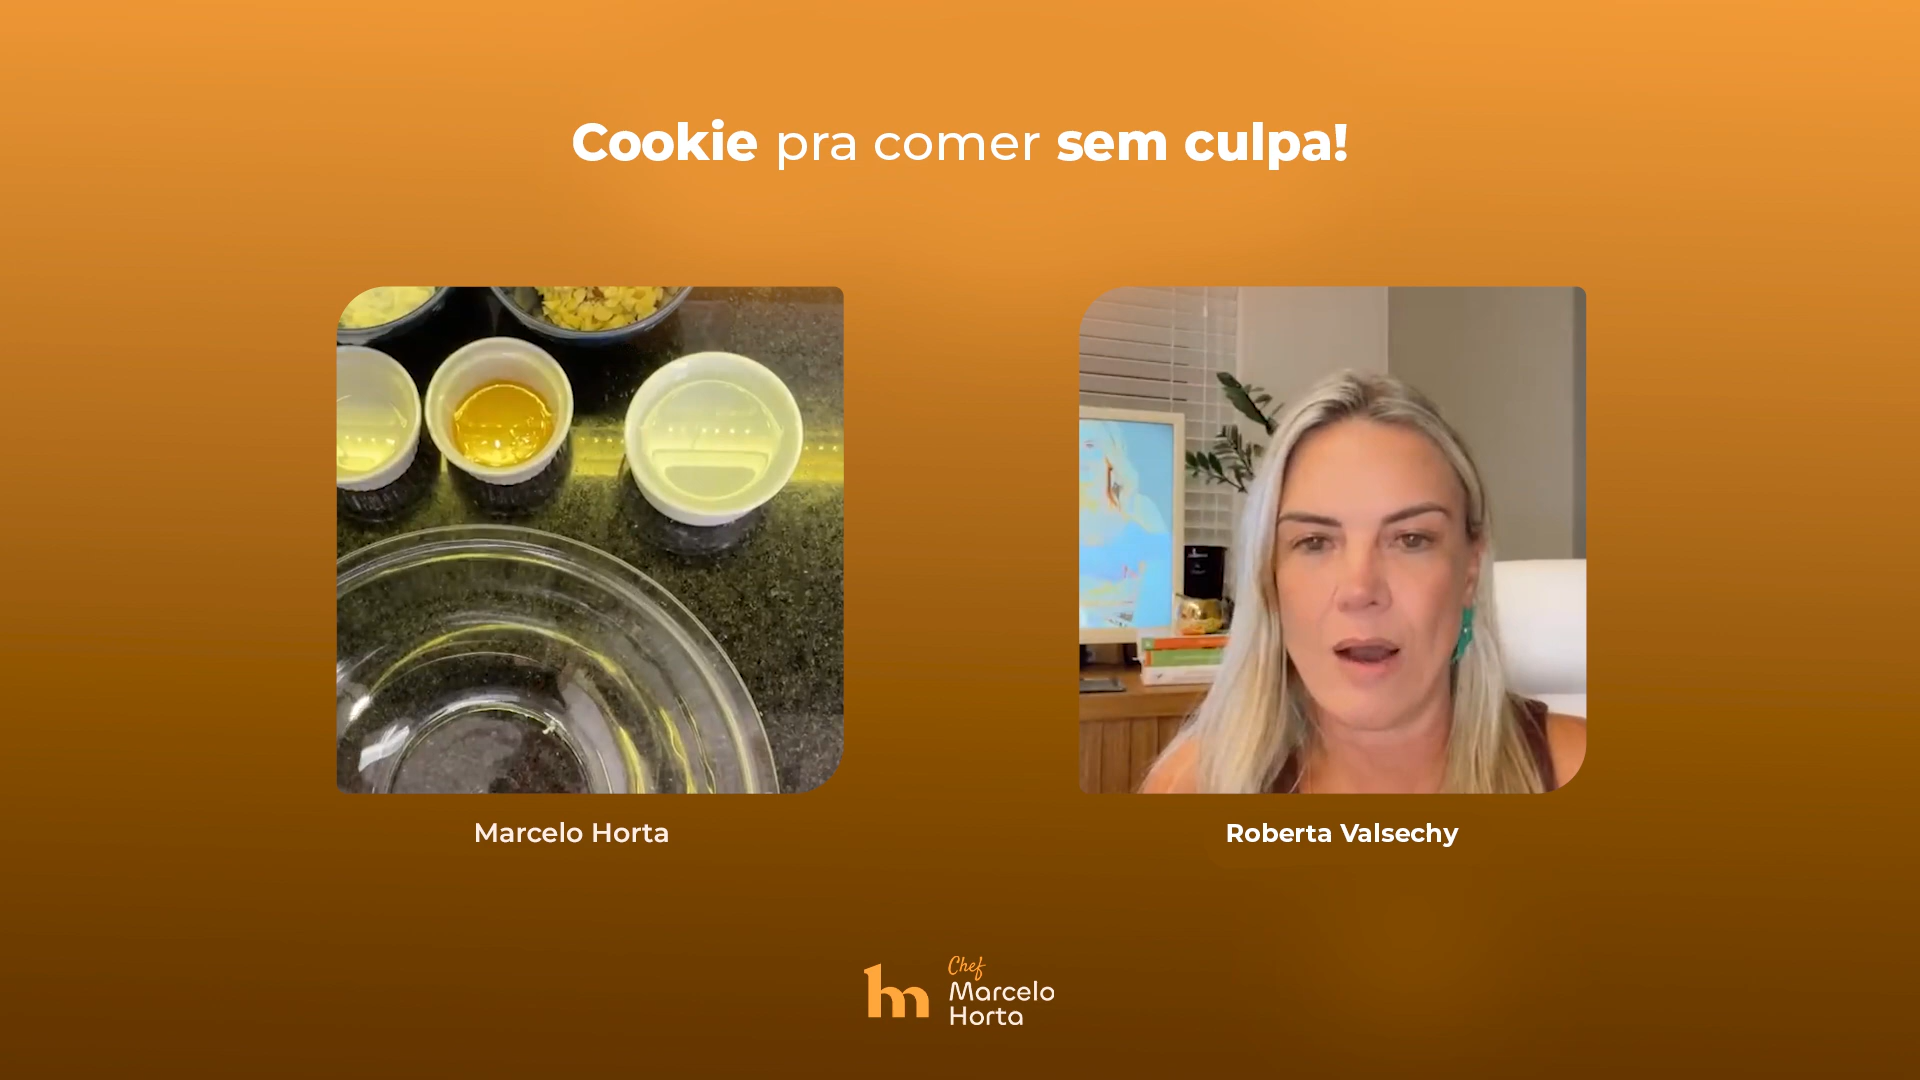 Cookie pra comer sem culpa!
Marcelo Horta
Roberta Valsechy
Chef
Marcelo
Horta